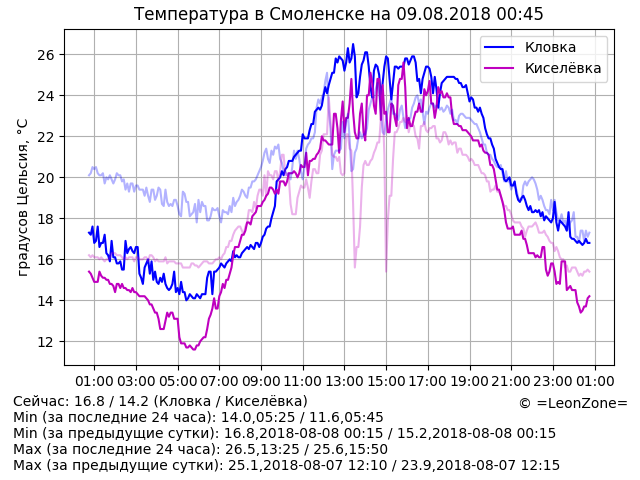 Температура в Смоленске на 09.08.2018 00:45
градусов Цельсия, °C
26
24
22
20
18
16
14
12
Кловка
Киселёвка
01:00 03:00 05:00 07:00 09:00 11:00 13:00 15:00 17:00 19:00 21:00 23:00 01:00
Сейчас: 16.8 / 14.2 (Кловка / Киселёвка)
© =LeonZone=
Min (за последние 24 часа): 14.0,05:25 / 11.6,05:45
Min (за предыдущие сутки): 16.8,2018-08-08 00:15 / 15.2,2018-08-08 00:15
Max (за последние 24 часа): 26.5,13:25 / 25.6,15:50
Max (за предыдущие сутки): 25.1,2018-08-07 12:10 / 23.9,2018-08-07 12:15